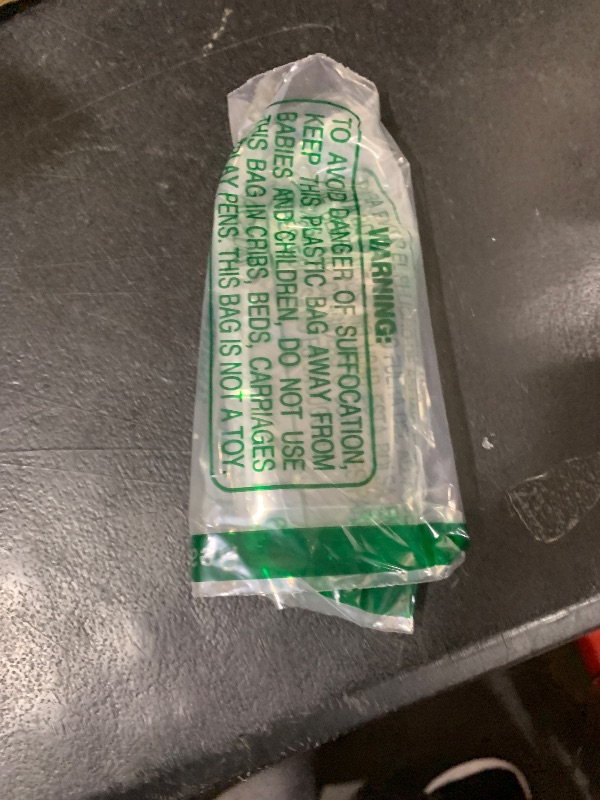 WARNING:
TO AVOID DANGER OF SUFFOCATION,
KEEP THIS PLASTIC BAG AWAY FROM
BABIES AND CHILDREN, DO NOT USE
THIS BAG IN CRIBS, BEDS, CARRIAGES
PLAY PENS. THIS BAG IS NOT A TOY.